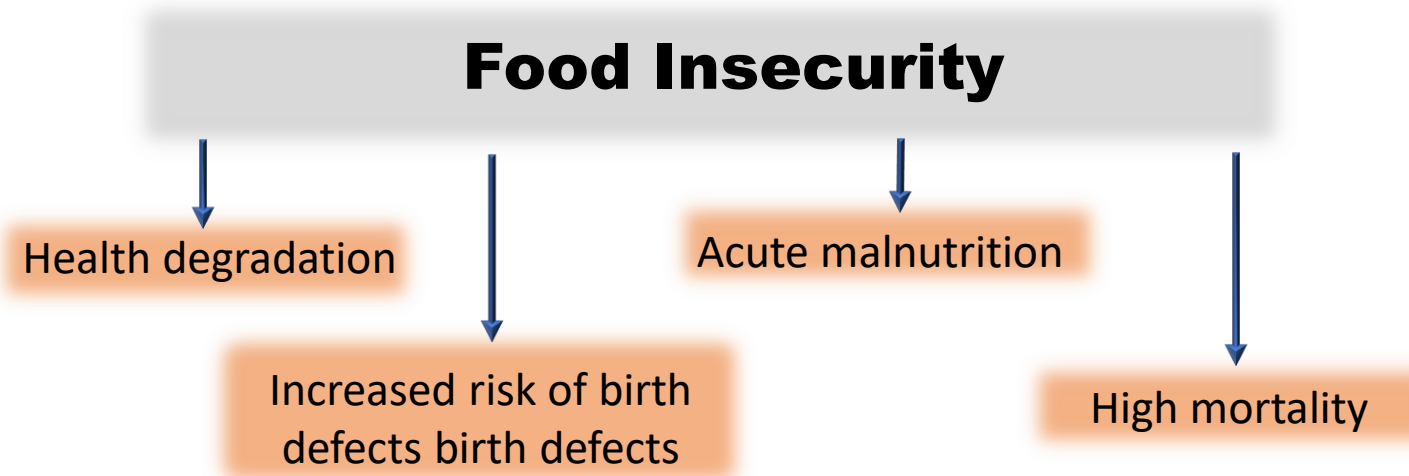 Food Insecurity
Health degradation
Acute malnutrition
Increased risk of birth
defects birth defects
High mortality